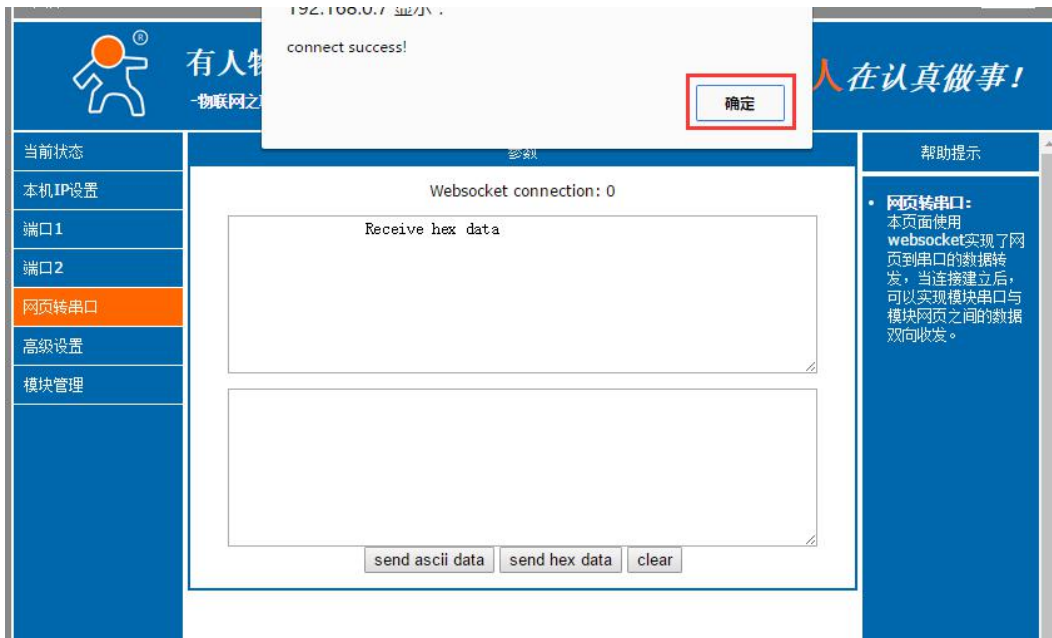 192.168.0.7 显示：
connect success!
确定
®
有人物
-物联网之
人在认真做事!
当前状态
本机IP设置
端口1
端口2
网页转串口
高级设置
模块管理
参数
Websocket connection: 0
Receive hex data
send ascii data
send hex data
clear
帮助提示
• 网页转串口：
本页面使用
websocket实现了网
页到串口的数据转
发，当连接建立后，
可以实现模块串口与
模块网页之间的数据
双向收发。